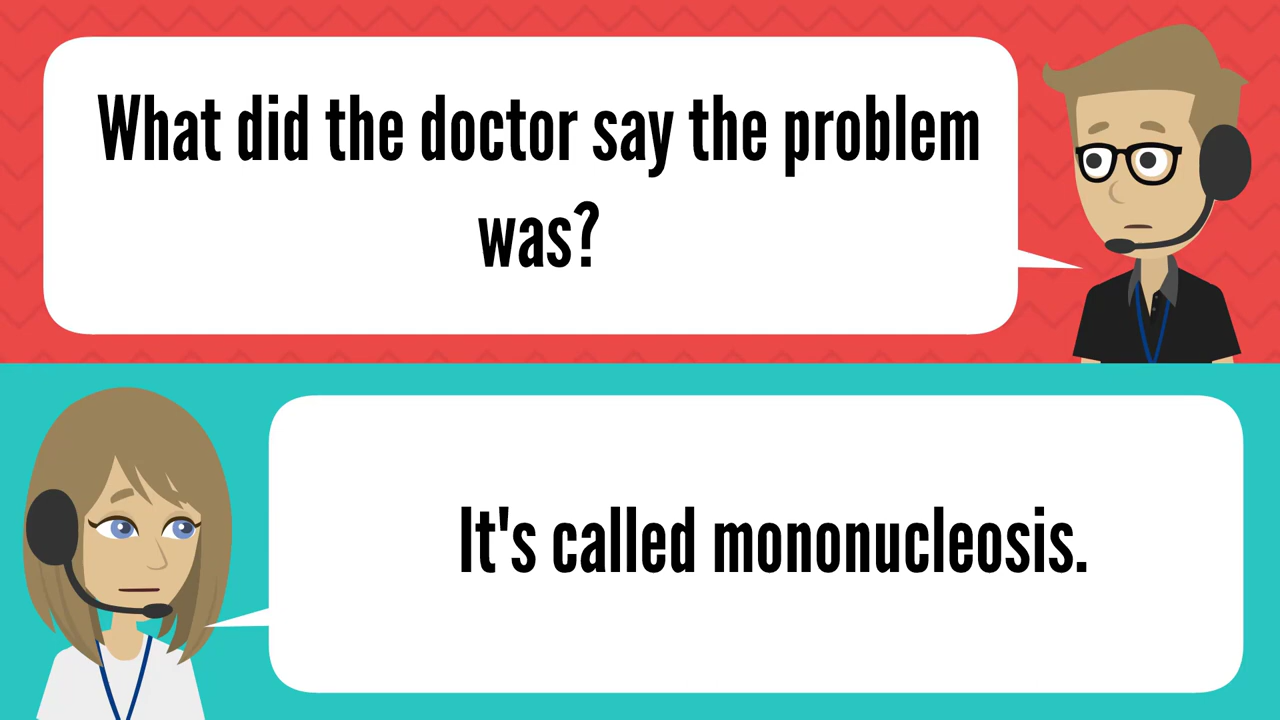 What did the doctor say the problem
was?
It's called mononucleosis.